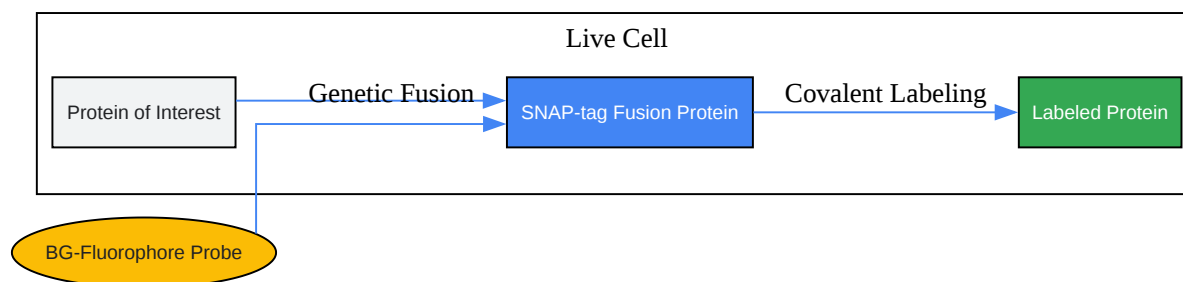 Live Cell
Protein of Interest
Genetic Fusion
SNAP-tag Fusion Protein
Covalent Labeling
Labeled Protein
BG-Fluorophore Probe